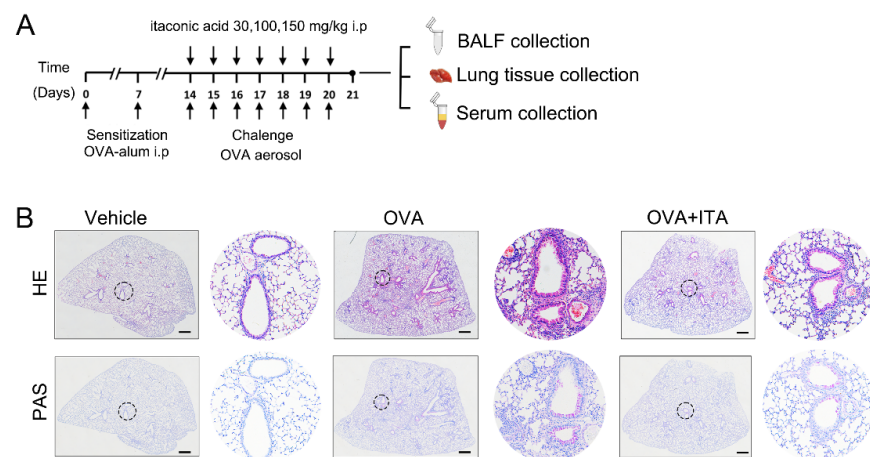 A
itaconic acid 30,100,150 mg/kg i.p
Time
(Days)
0 7 14 15 16 17 18 19 20 21
Sensitization
OVA-alum i.p
Chalenge
OVA aerosol
BALF collection
Lung tissue collection
Serum collection
B
Vehicle OVA OVA+ITA
HE
PAS